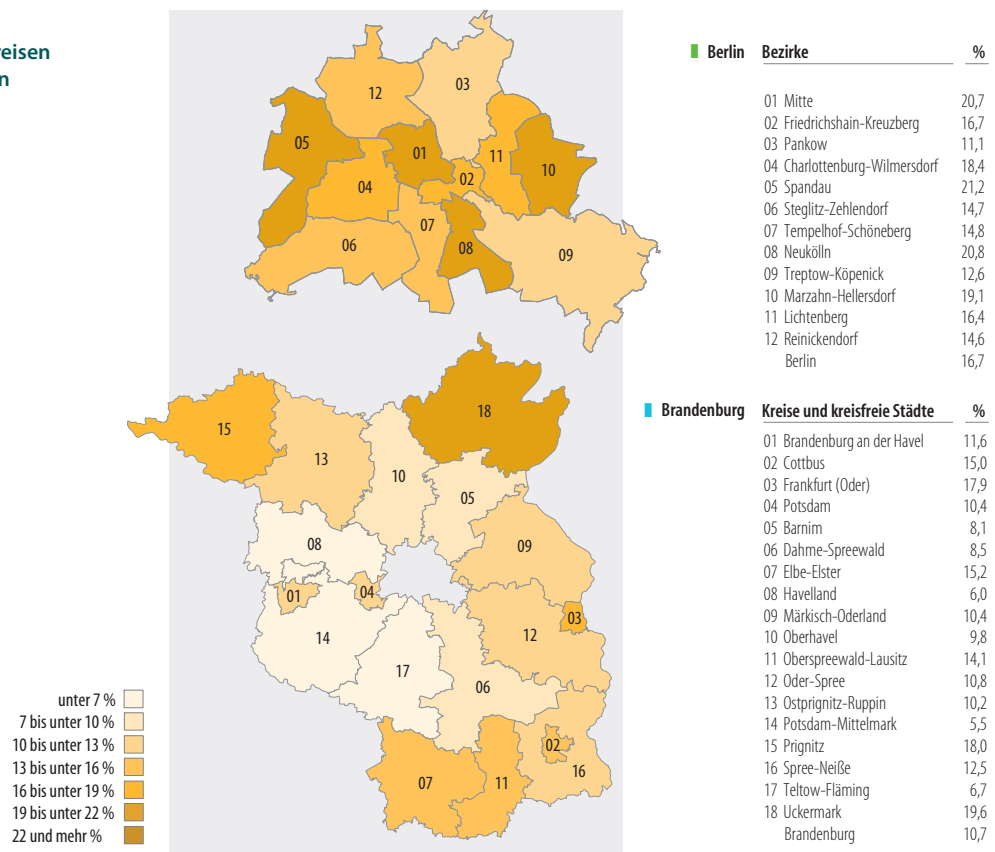 reisen
n
12
03
05
01
11
10
02
04
07
06
08
09
18
15
13
10
05
08
09
01
04
03
14
12
17
06
02
16
07
11
unter 7 %
7 bis unter 10 %
10 bis unter 13 %
13 bis unter 16 %
16 bis unter 19 %
19 bis unter 22 %
22 und mehr %
Berlin Bezirke %
01 Mitte 20,7
02 Friedrichshain-Kreuzberg 16,7
03 Pankow 11,1
04 Charlottenburg-Wilmersdorf 18,4
05 Spandau 21,2
06 Steglitz-Zehlendorf 14,7
07 Tempelhof-Schöneberg 14,8
08 Neukölln 20,8
09 Treptow-Köpenick 12,6
10 Marzahn-Hellersdorf 19,1
11 Lichtenberg 16,4
12 Reinickendorf 14,6
Berlin 16,7
Brandenburg Kreise und kreisfreie Städte %
01 Brandenburg an der Havel 11,6
02 Cottbus 15,0
03 Frankfurt (Oder) 17,9
04 Potsdam 10,4
05 Barnim 8,1
06 Dahme-Spreewald 8,5
07 Elbe-Elster 15,2
08 Havelland 6,0
09 Märkisch-Oderland 10,4
10 Oberhavel 9,8
11 Oberspreewald-Lausitz 14,1
12 Oder-Spree 10,8
13 Ostprignitz-Ruppin 10,2
14 Potsdam-Mittelmark 5,5
15 Prignitz 18,0
16 Spree-Neiße 12,5
17 Teltow-Fläming 6,7
18 Uckermark 19,6
Brandenburg 10,7